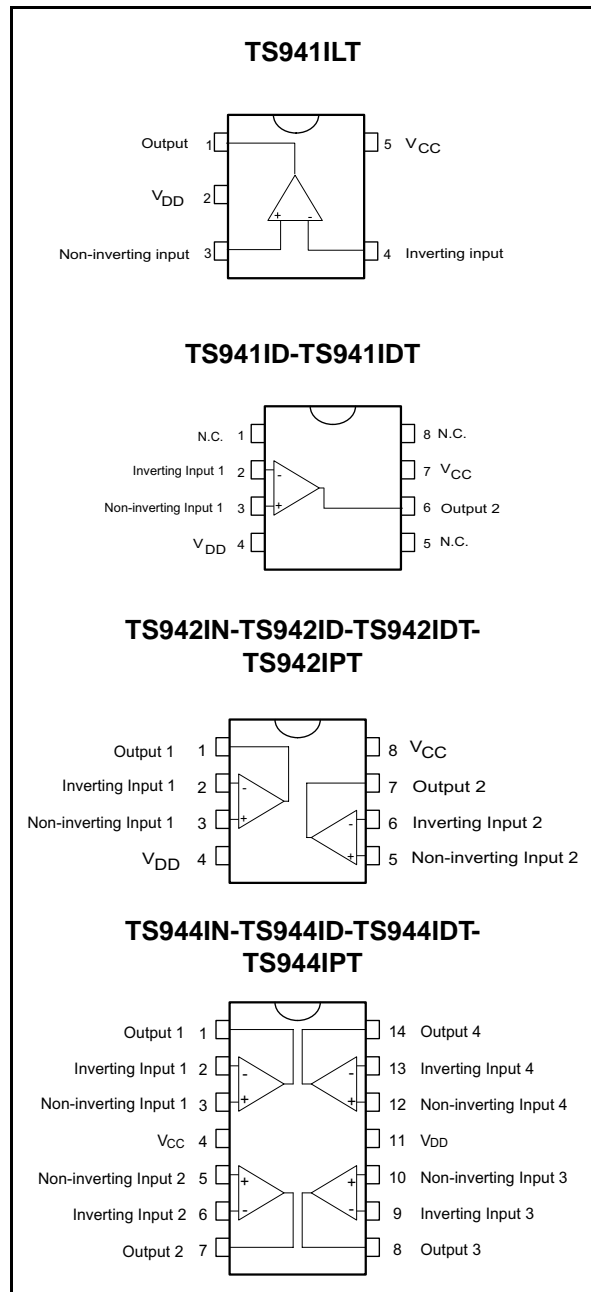 TS941ILT
Output 1
5 VCC
VDD 2
+ -
Non-inverting input 3
4 Inverting input
TS941ID-TS941IDT
N.C. 1
8 N.C.
Inverting Input 1 2
-
7 VCC
Non-inverting Input 1 3
+
6 Output 2
VDD 4
5 N.C.
TS942IN-TS942ID-TS942IDT-
TS942IPT
Output 1 1
8 VCC
Inverting Input 1 2
-
7 Output 2
Non-inverting Input 1 3
+
-
6 Inverting Input 2
VDD 4
+
5 Non-inverting Input 2
TS944IN-TS944ID-TS944IDT-
TS944IPT
Output 1 1
14 Output 4
Inverting Input 1 2
- -
13 Inverting Input 4
Non-inverting Input 1 3
+ +
12 Non-inverting Input 4
VCC 4
11 VDD
Non-inverting Input 2 5
+ +
10 Non-inverting Input 3
Inverting Input 2 6
- -
9 Inverting Input 3
Output 2 7
8 Output 3